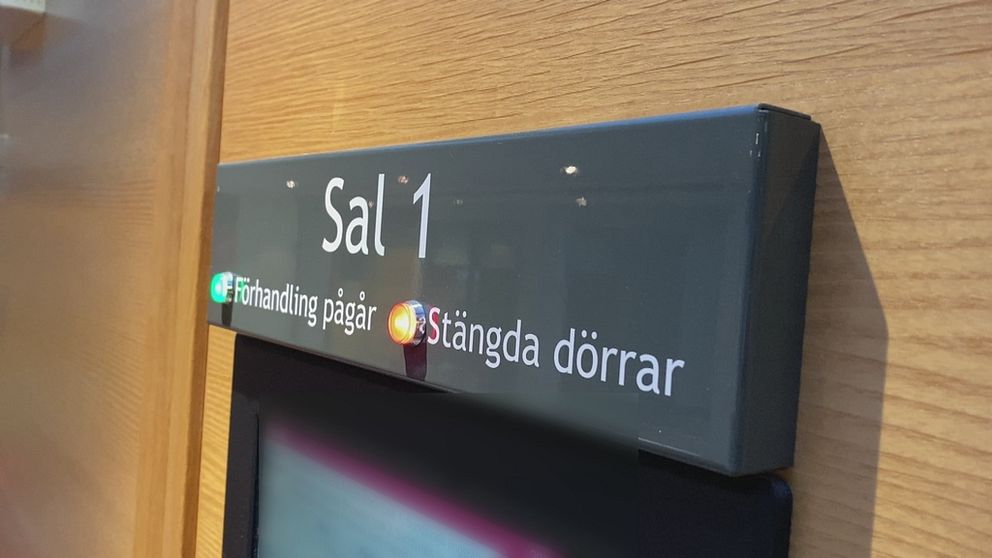 Sal 1
Förhandling pågår
Stängda dörrar